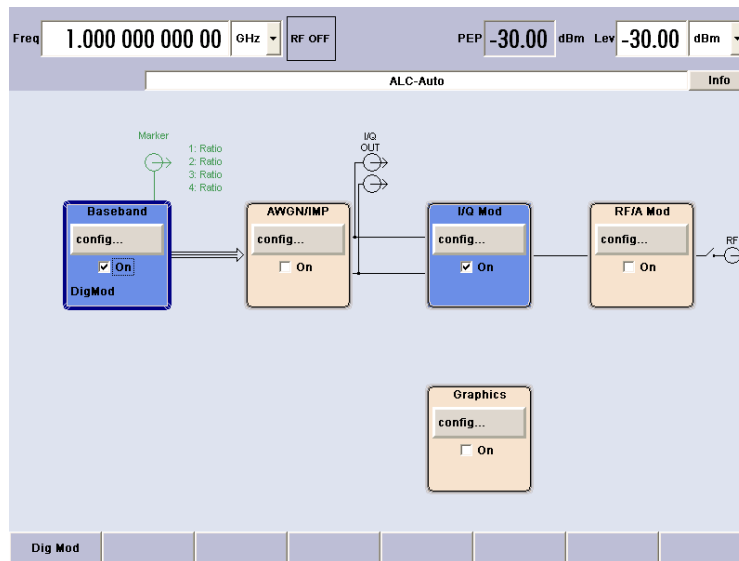 Freq 1.000 000 000 00 GHz RF OFF PEP -30.00 dBm Lev -30.00 dBm
ALC-Auto Info
Marker
1: Ratio
2: Ratio
3: Ratio
4: Ratio
I/Q
OUT
Baseband
config...
On
DigMod
AWGN/IMP
config...
On
I/Q Mod
config...
On
RF/A Mod
config...
On
RF
Graphics
config...
On
Dig Mod